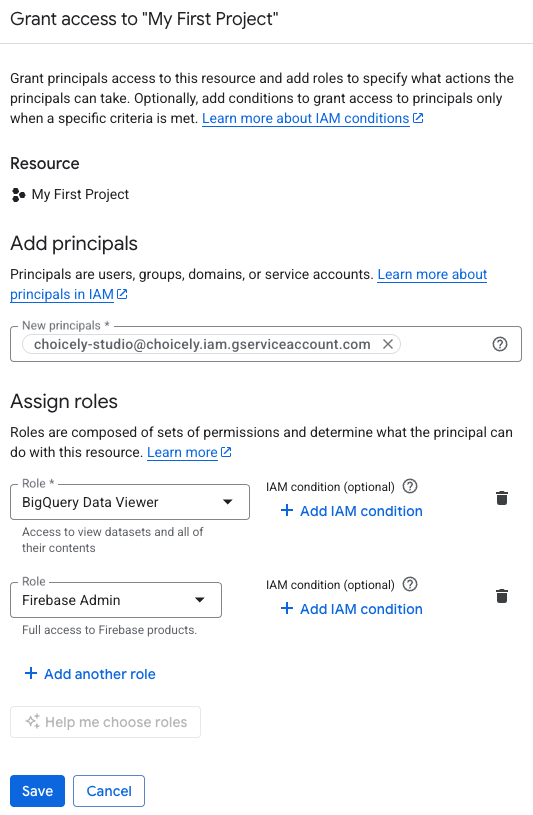 Grant access to "My First Project"
Grant principals access to this resource and add roles to specify what actions the
principals can take. Optionally, add conditions to grant access to principals only
when a specific criteria is met. Learn more about IAM conditions
Resource
My First Project
Add principals
Principals are users, groups, domains, or service accounts. Learn more about
principals in IAM
New principals *
choicely-studio@choicely.iam.gserviceaccount.com
Assign roles
Roles are composed of sets of permissions and determine what the principal can
do with this resource. Learn more
Role *
IAM condition (optional)
BigQuery Data Viewer
+ Add IAM condition
Access to view datasets and all of
their contents
Role
IAM condition (optional)
Firebase Admin
+ Add IAM condition
Full access to Firebase products.
+ Add another role
Help me choose roles
Save Cancel